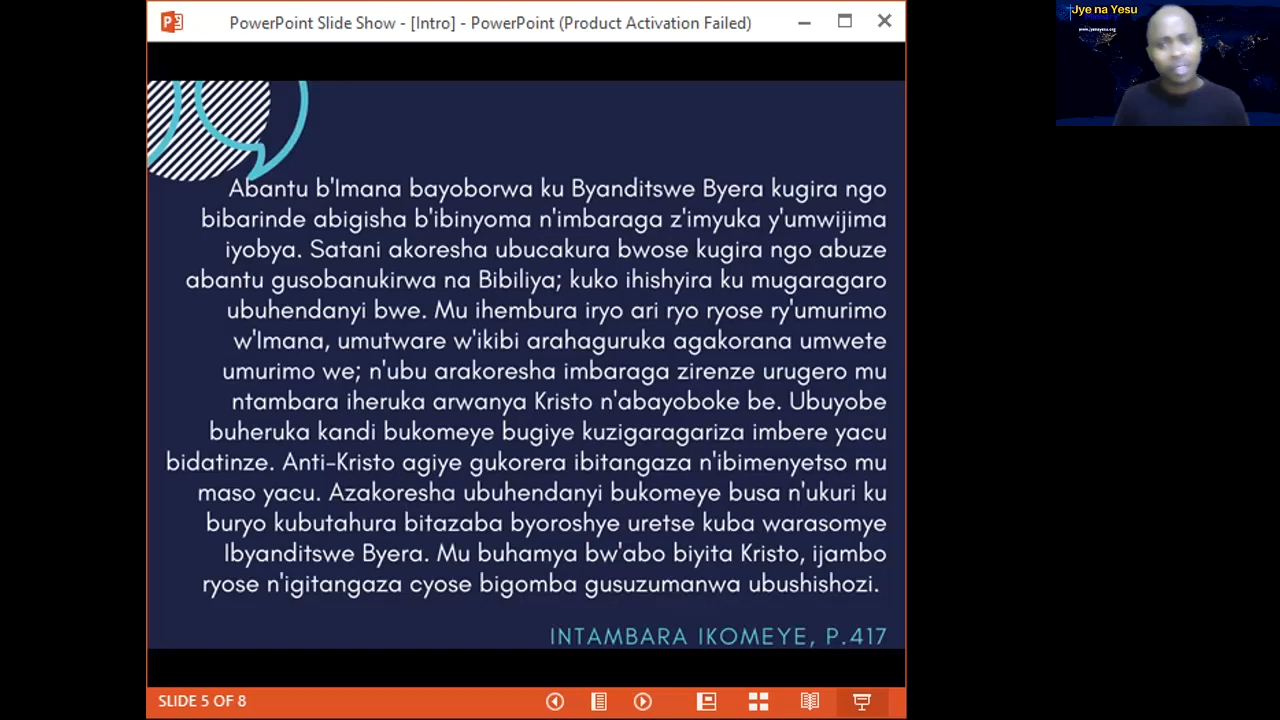 PowerPoint Slide Show - [Intro] - PowerPoint (Product Activation Failed)
Jye na Yesu
Ministry
www.jyenayesu.org
Abantu b'Imana bayoborwa ku Byanditswe Byera kugira ngo
bibarinde abigisha b'ibinyoma n'imbaraga z'imyuka y'umwijima
iyobya. Satani akoresha ubucakura bwose kugira ngo abuze
abantu gusobanukirwa na Bibiliya; kuko ihishyira ku mugaragaro
ubuhendanyi bwe. Mu ihembura iryo ari ryo ryose ry'umurimo
w'Imana, umutware w'ikibi arahaguruka agakorana umwete
umurimo we; n'ubu arakoresha imbaraga zirenze urugero mu
ntambara iheruka arwanya Kristo n'abayoboke be. Ubuyobe
buheruka kandi bukomeye bugiye kuzigaragariza imbere yacu
bidatinze. Anti-Kristo agiye gukorera ibitangaza n'ibimenyetso mu
maso yacu. Azakoresha ubuhendanyi bukomeye busa n'ukuri ku
buryo kubutahura bitazaba byoroshye uretse kuba warasomye
Ibyanditswe Byera. Mu buhamya bw'abo biyita Kristo, ijambo
ryose n'igitangaza cyose bigomba gusuzumanwa ubushishozi.
INTAMBARA IKOMEYE, P.417
SLIDE 5 OF 8